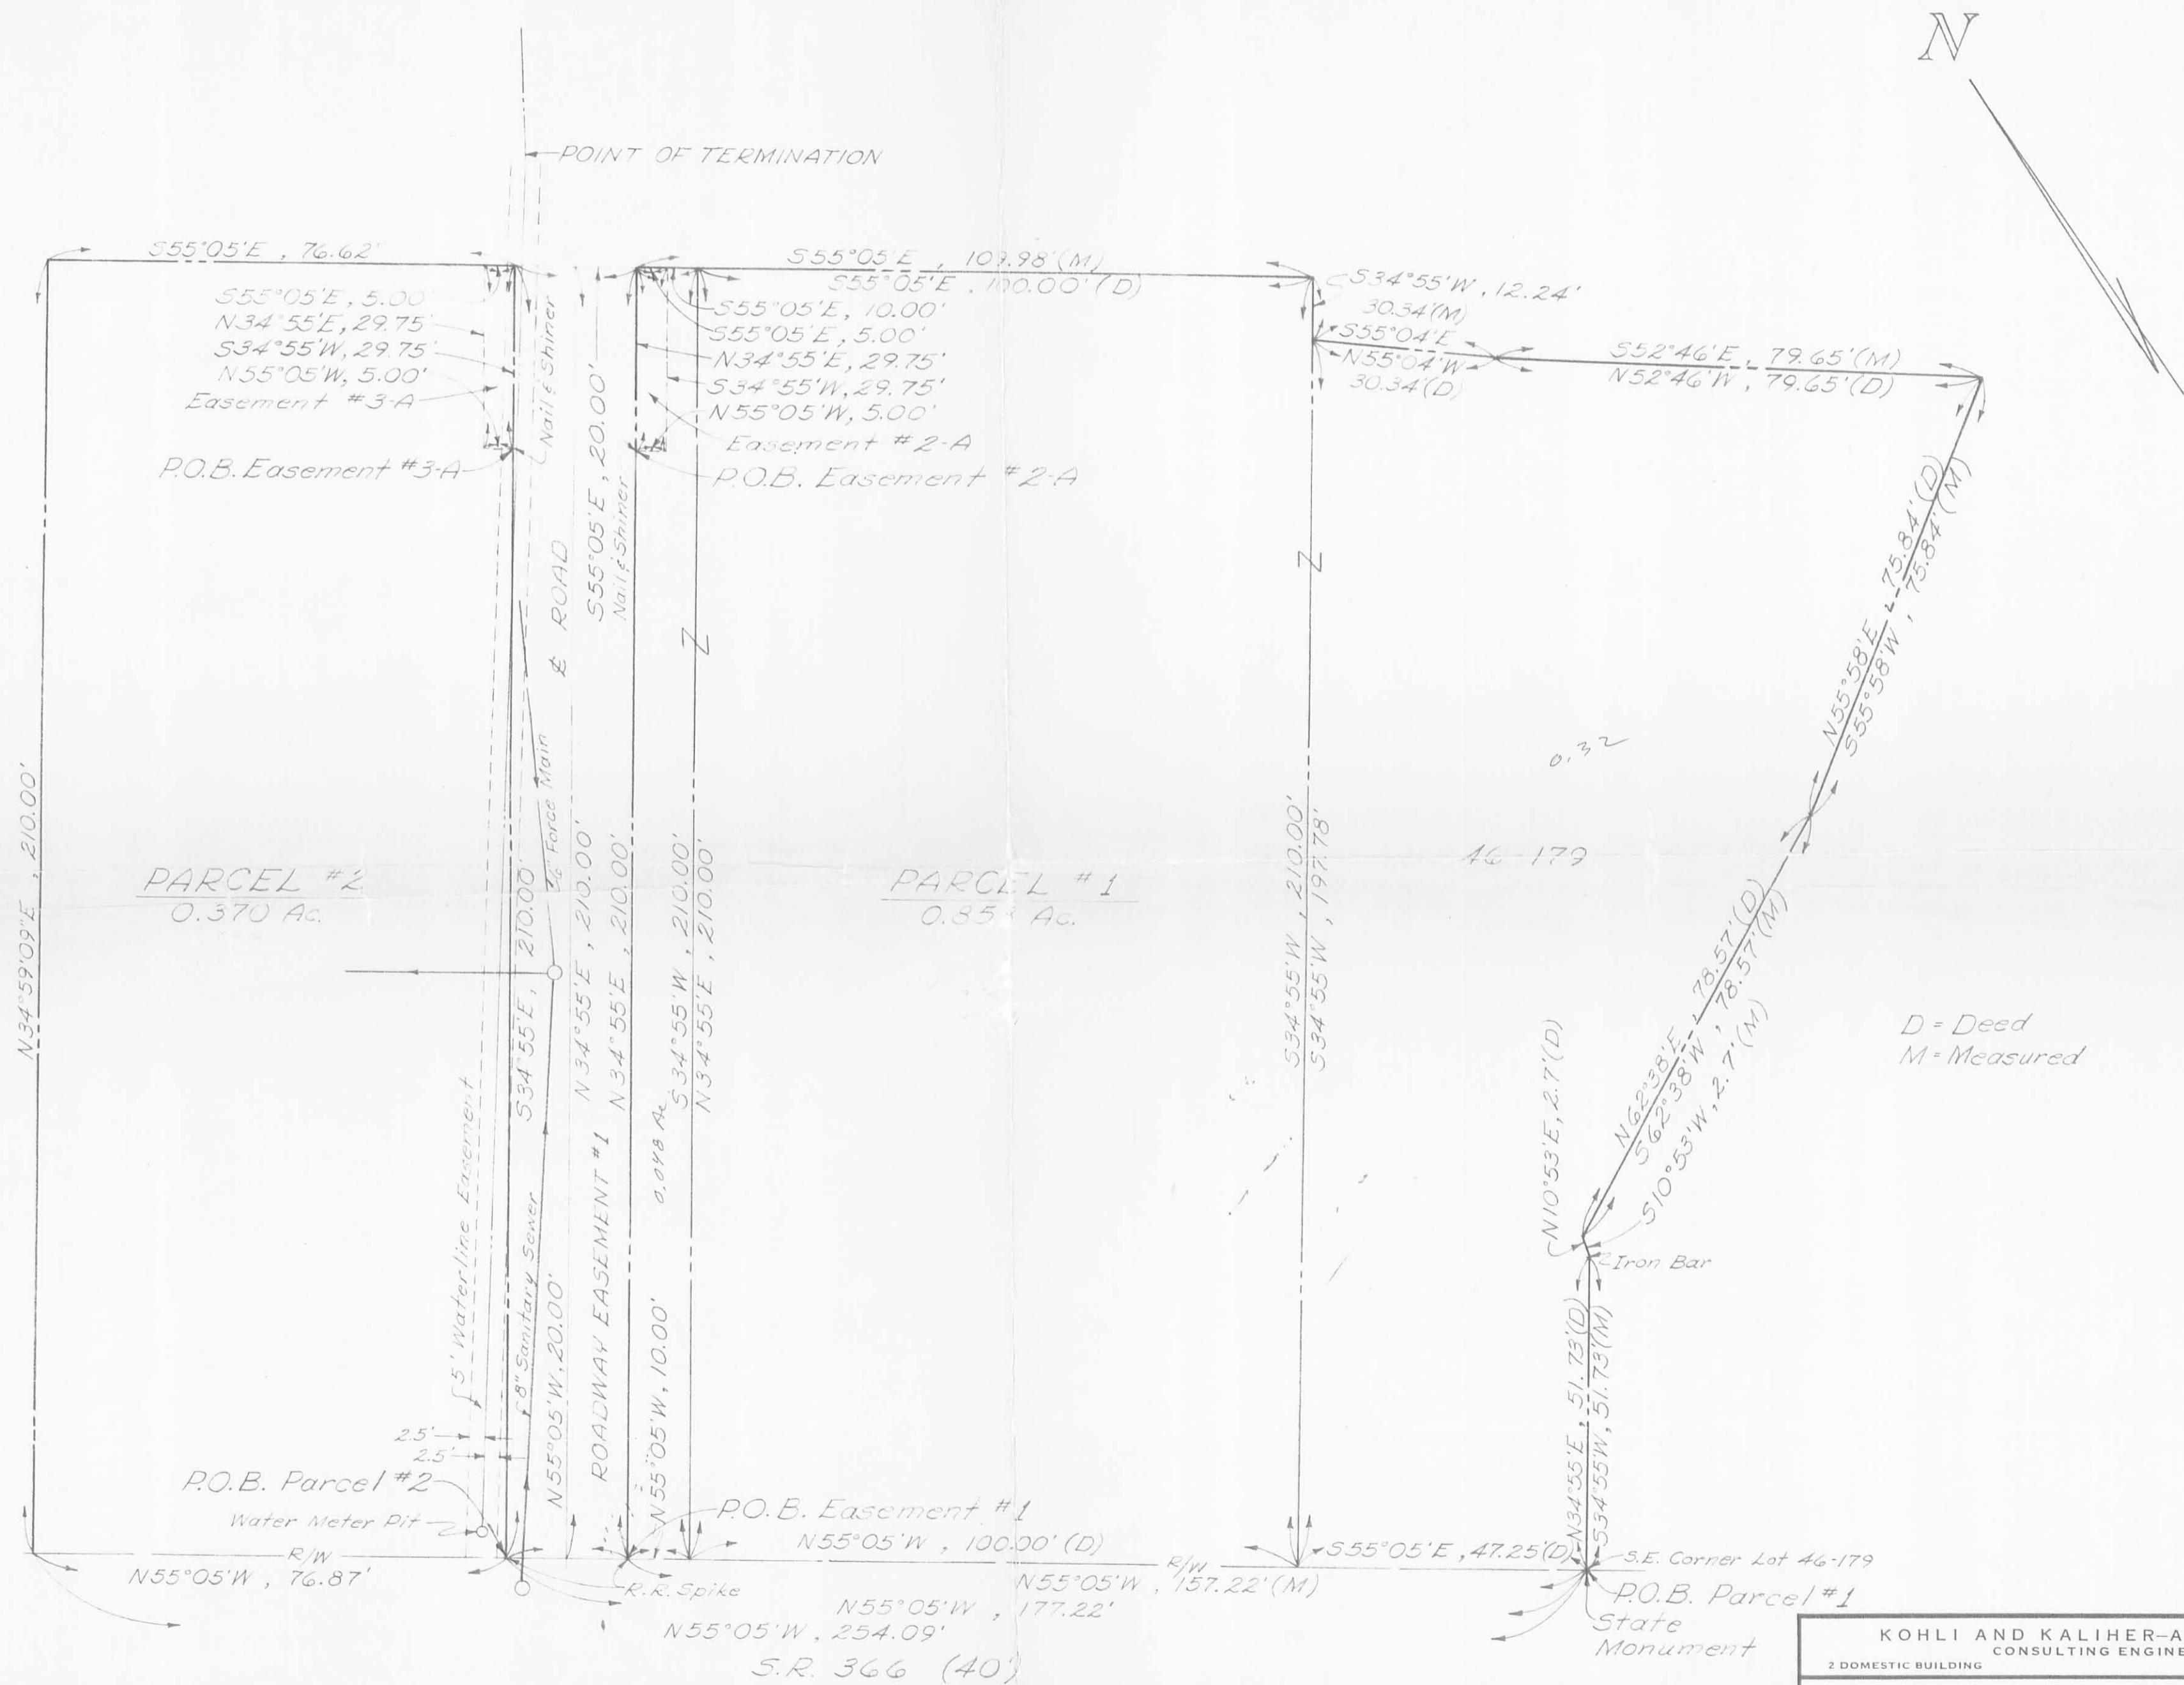 N
POINT OF TERMINATION
S55°05'E , 76.62'
S55°05'E , 109.98'(M)
S55°05'E , 100.00'(D)
S34°55'W, 12.24'
30.34'(M)
S55°04'E
N55°04'W
30.34'(D)
S52°46'E , 79.65'(M)
N52°46'W , 79.65'(D)
S55°05'E, 5.00'
N34°55'E, 29.75'
S34°55'W, 29.75'
N55°05'W, 5.00'
Easement #3-A
P.O.B. Easement #3-A
Nail & Shiner
S55°05'E , 20.00'
Nail & Shiner
S55°05'E, 10.00'
S55°05'E, 5.00'
N34°55'E, 29.75'
S34°55'W, 29.75'
N55°05'W, 5.00'
Easement #2-A
P.O.B. Easement #2-A
℄ ROAD
N55°58'E , 75.84'(D)
S55°58'W , 75.84'(M)
0.32
46-179
N34°59'09"E , 210.00'
PARCEL #2
0.370 Ac.
Force Main
S34°55'E, 210.00'
N34°55'E , 210.00'
N34°55'E , 210.00'
S34°55'W , 210.00'
N34°55'E , 210.00'
PARCEL #1
Ac.
S34°55'W , 210.00'
S34°55'W , 197.78'
N62°38'E , 78.57'(D)
S62°38'W , 78.57'(M)
S10°53'W, 2.7'(M)
N10°53'E, 2.7'(D)
D = Deed
M = Measured
5' Waterline Easement
8" Sanitary Sewer
N55°05'W, 20.00'
ROADWAY EASEMENT #1
0.048 Ac
N55°05'W, 10.00'
Iron Bar
N34°55'E , 51.73'(D)
S34°55'W, 51.73'(M)
2.5'
2.5'
P.O.B. Parcel #2
Water Meter Pit
R/W
N55°05'W , 76.87'
P.O.B. Easement #1
N55°05'W , 100.00' (D)
R/W
S55°05'E , 47.25'(D)
S.E. Corner Lot 46-179
R.R. Spike
N55°05'W , 157.22'(M)
N55°05'W , 177.22'
N55°05'W , 254.09'
P.O.B. Parcel #1
State
Monument
S.R. 366 (40')
KOHLI AND KALIHER-A
CONSULTING ENGINE
2 DOMESTIC BUILDING